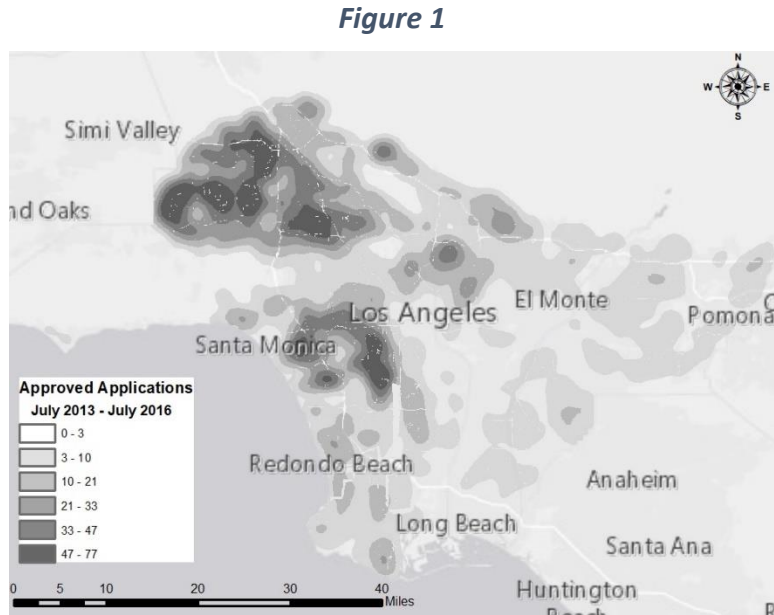 Figure 1
N
W
E
S
Simi Valley
nd Oaks
El Monte
Los Angeles
Pomona
Santa Monica
Approved Applications
July 2013 - July 2016
0 - 3
3 - 10
10 - 21
21 - 33
33 - 47
47 - 77
Redondo Beach
Anaheim
Long Beach
Santa Ana
Huntington
Beach
0 5 10 20 30 40
Miles